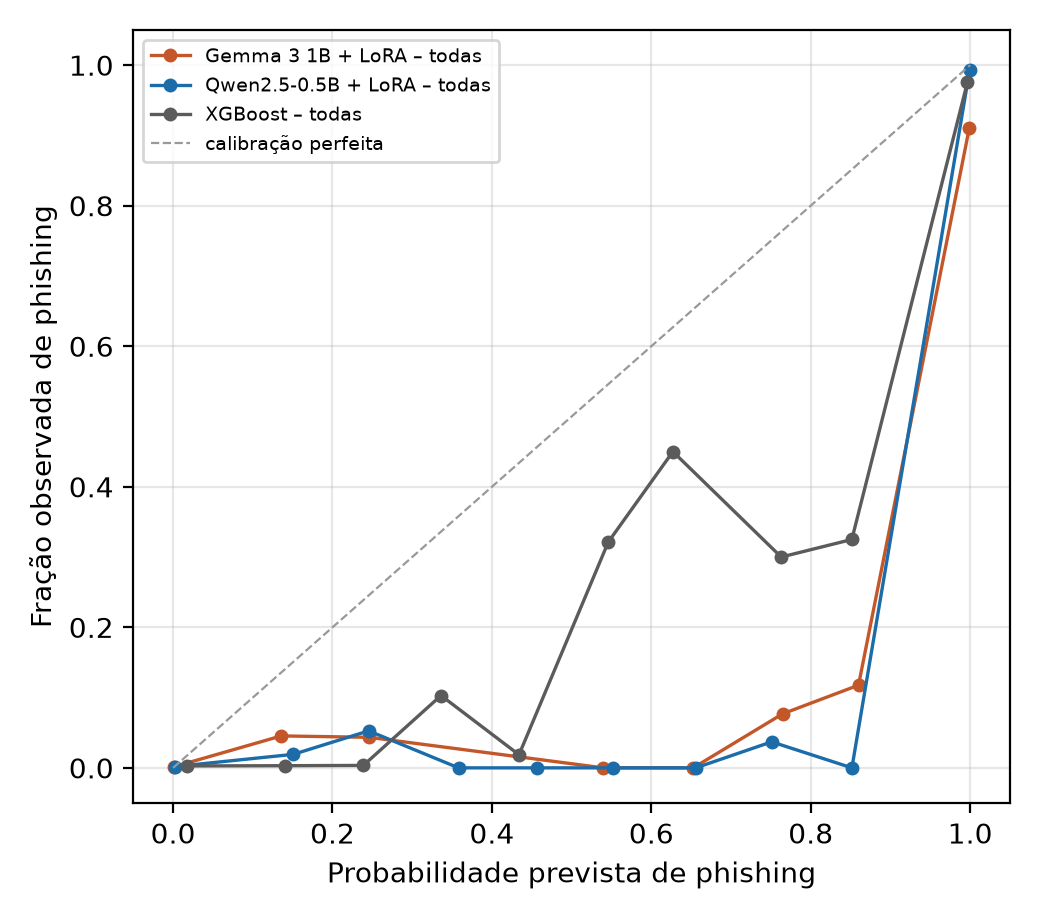 Gemma 3 1B + LoRA – todas
Qwen2.5-0.5B + LoRA – todas
XGBoost – todas
calibração perfeita
Fração observada de phishing
1.0
0.8
0.6
0.4
0.2
0.0
0.0 0.2 0.4 0.6 0.8 1.0
Probabilidade prevista de phishing